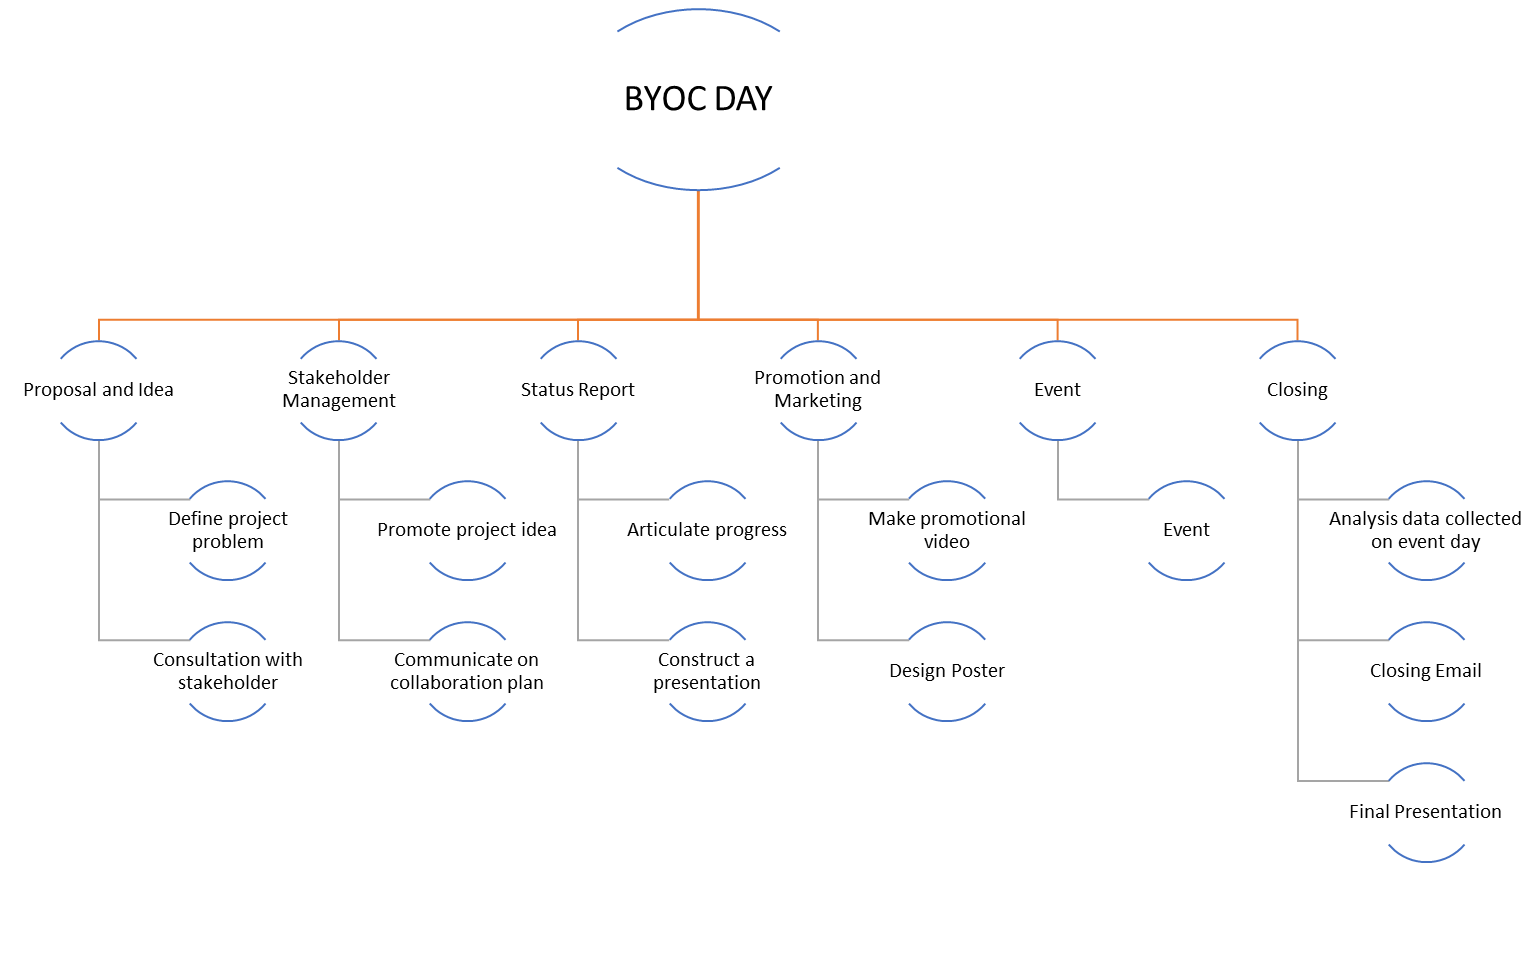 BYOC DAY
Proposal and Idea
Stakeholder
Management
Status Report
Promotion and
Marketing
Event
Closing
Define project
problem
Promote project idea
Articulate progress
Make promotional
video
Event
Analysis data collected
on event day
Consultation with
stakeholder
Communicate on
collaboration plan
Construct a
presentation
Design Poster
Closing Email
Final Presentation